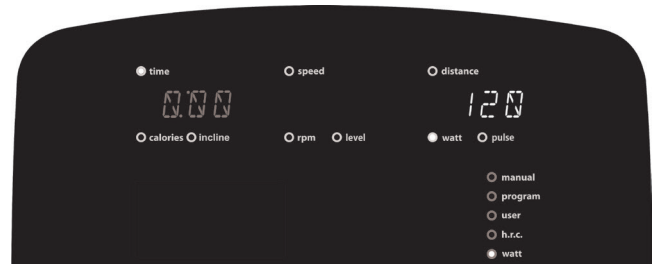 time speed distance
0:00 120
calories incline rpm level watt pulse
manual
program
user
h.r.c.
watt